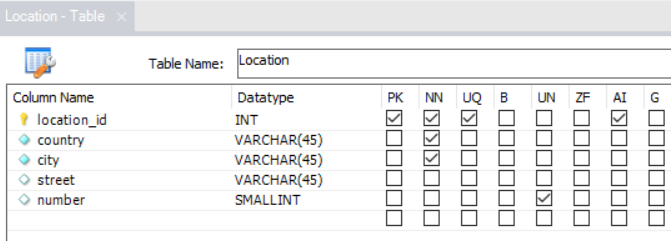 Location - Table ×
Table Name: Location
Column Name Datatype PK NN UQ B UN ZF AI G
location_id INT
country VARCHAR(45)
city VARCHAR(45)
street VARCHAR(45)
number SMALLINT